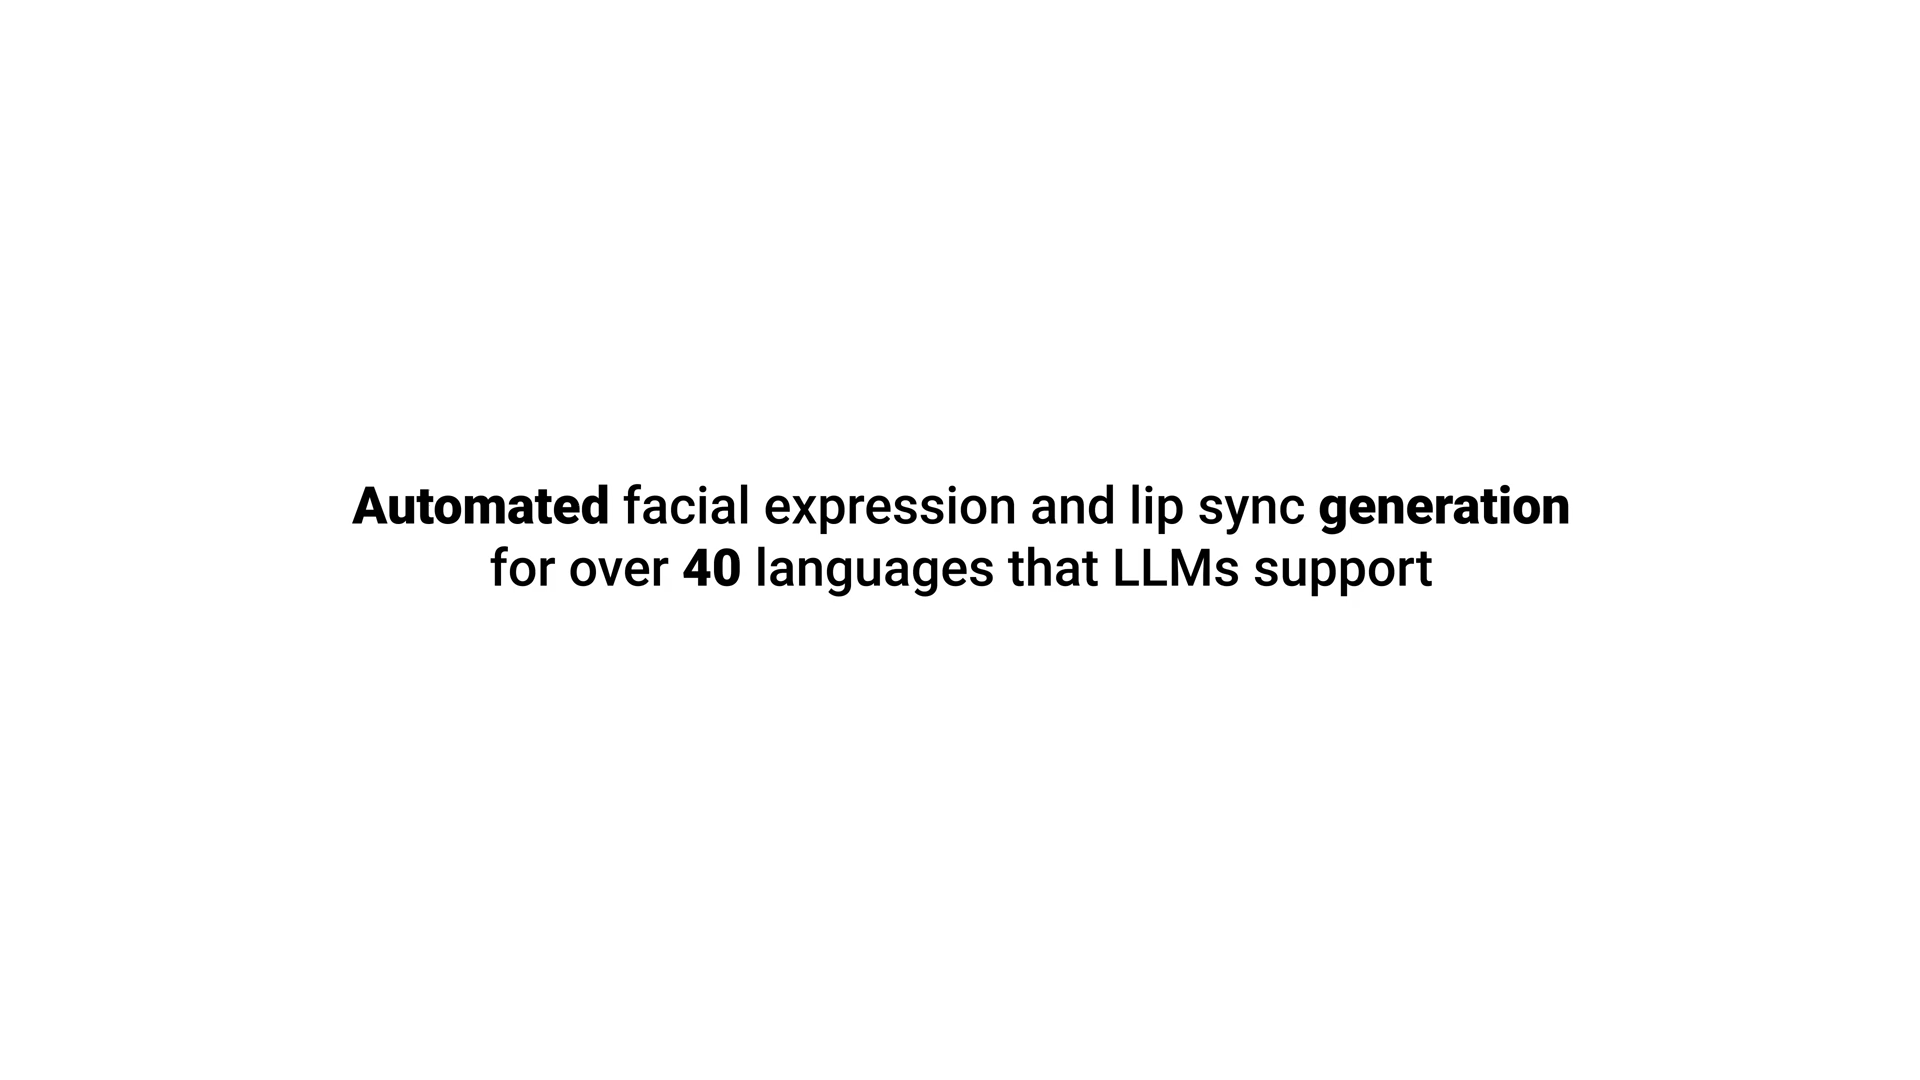 Automated facial expression and lip sync generation
for over 40 languages that LLMs support